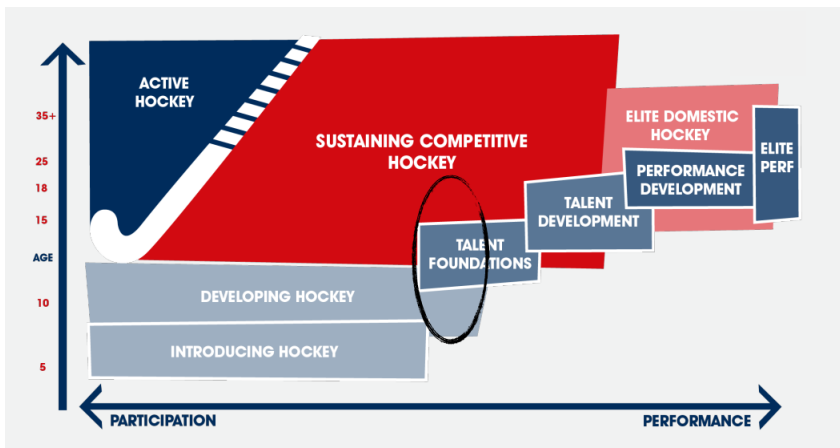 ACTIVE
HOCKEY
35+
ELITE DOMESTIC
HOCKEY
SUSTAINING COMPETITIVE
HOCKEY
ELITE
PERF
25
PERFORMANCE
DEVELOPMENT
18
TALENT
DEVELOPMENT
15
TALENT
FOUNDATIONS
AGE
DEVELOPING HOCKEY
10
INTRODUCING HOCKEY
5
PARTICIPATION
PERFORMANCE